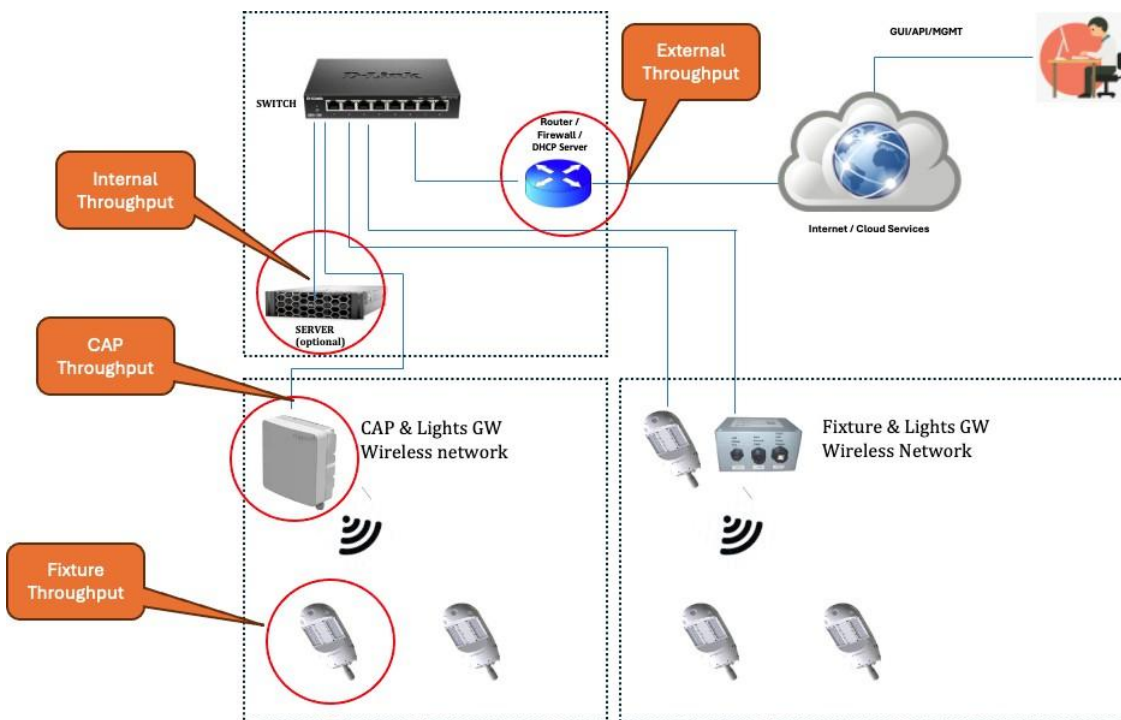 GUI/API/MGMT
External
Throughput
D-Link
SWITCH
Router /
Firewall /
DHCP Server
Internal
Throughput
Internet / Cloud Services
SERVER
(optional)
CAP
Throughput
CAP & Lights GW
Wireless network
Fixture & Lights GW
Wireless Network
Fixture
Throughput